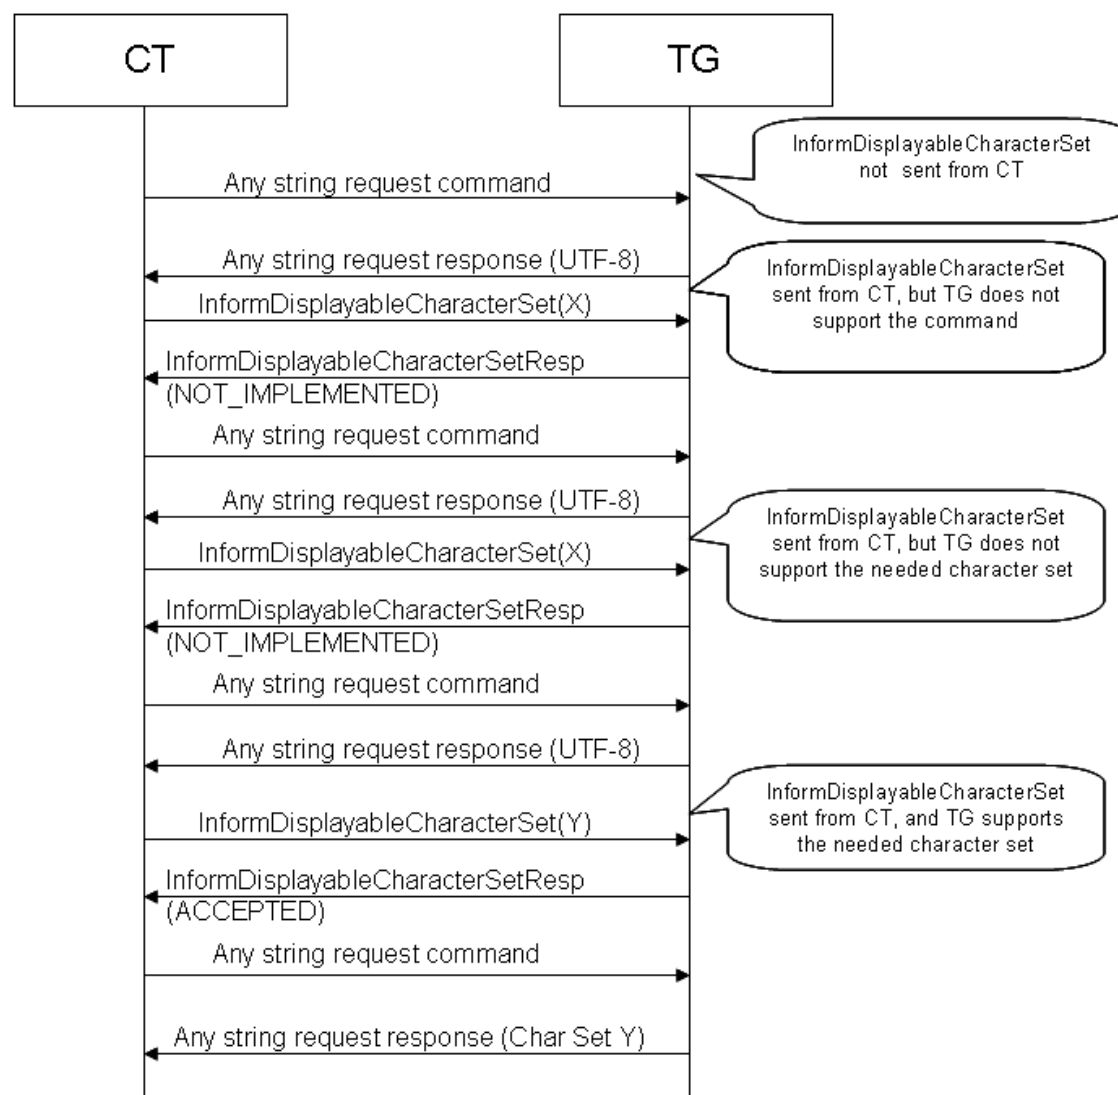 CT
TG
InformDisplayableCharacterSet
not sent from CT
Any string request command
Any string request response (UTF-8)
InformDisplayableCharacterSet
sent from CT, but TG does not
support the command
InformDisplayableCharacterSet(X)
InformDisplayableCharacterSetResp
(NOT_IMPLEMENTED)
Any string request command
Any string request response (UTF-8)
InformDisplayableCharacterSet
sent from CT, but TG does not
support the needed character set
InformDisplayableCharacterSet(X)
InformDisplayableCharacterSetResp
(NOT_IMPLEMENTED)
Any string request command
Any string request response (UTF-8)
InformDisplayableCharacterSet
sent from CT, and TG supports
the needed character set
InformDisplayableCharacterSet(Y)
InformDisplayableCharacterSetResp
(ACCEPTED)
Any string request command
Any string request response (Char Set Y)